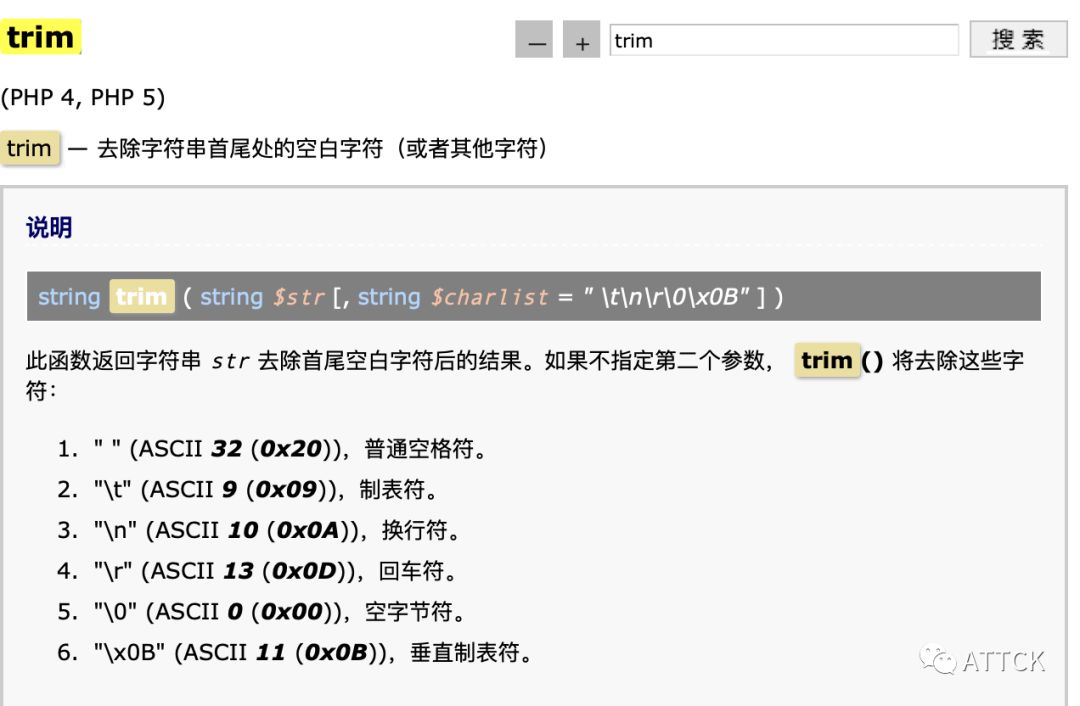 trim
— + trim 搜 索
(PHP 4, PHP 5)
trim — 去除字符串首尾处的空白字符（或者其他字符）
说明
string trim ( string $str [, string $charlist = " \t\n\r\0\x0B" ] )
此函数返回字符串 str 去除首尾空白字符后的结果。如果不指定第二个参数， trim() 将去除这些字
符：
1. " " (ASCII 32 (0x20))，普通空格符。
2. "\t" (ASCII 9 (0x09))，制表符。
3. "\n" (ASCII 10 (0x0A))，换行符。
4. "\r" (ASCII 13 (0x0D))，回车符。
5. "\0" (ASCII 0 (0x00))，空字节符。
6. "\x0B" (ASCII 11 (0x0B))，垂直制表符。
ATTCK